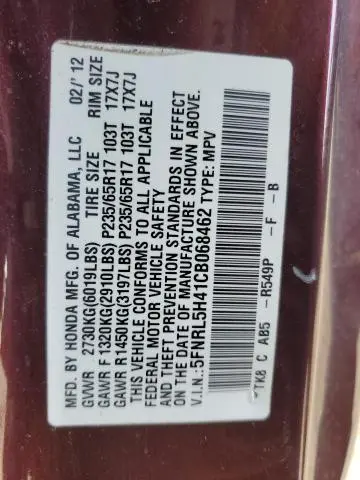 MFD. BY HONDA MFG. OF ALABAMA, LLC 02/'12
GVWR 2730KG(6019LBS) TIRE SIZE RIM SIZE
GAWR F 1320KG(2910LBS) P235/65R17 103T 17X7J
GAWR R1450KG(3197LBS) P235/65R17 103T 17X7J
THIS VEHICLE CONFORMS TO ALL APPLICABLE
FEDERAL MOTOR VEHICLE SAFETY AND
THEFT PREVENTION STANDARDS IN EFFECT
ON THE DATE OF MANUFACTURE SHOWN ABOVE.
V.I.N.:5FNRL5H41CB068462 TYPE: MPV
TK8 C AB5 -R549P -F -B